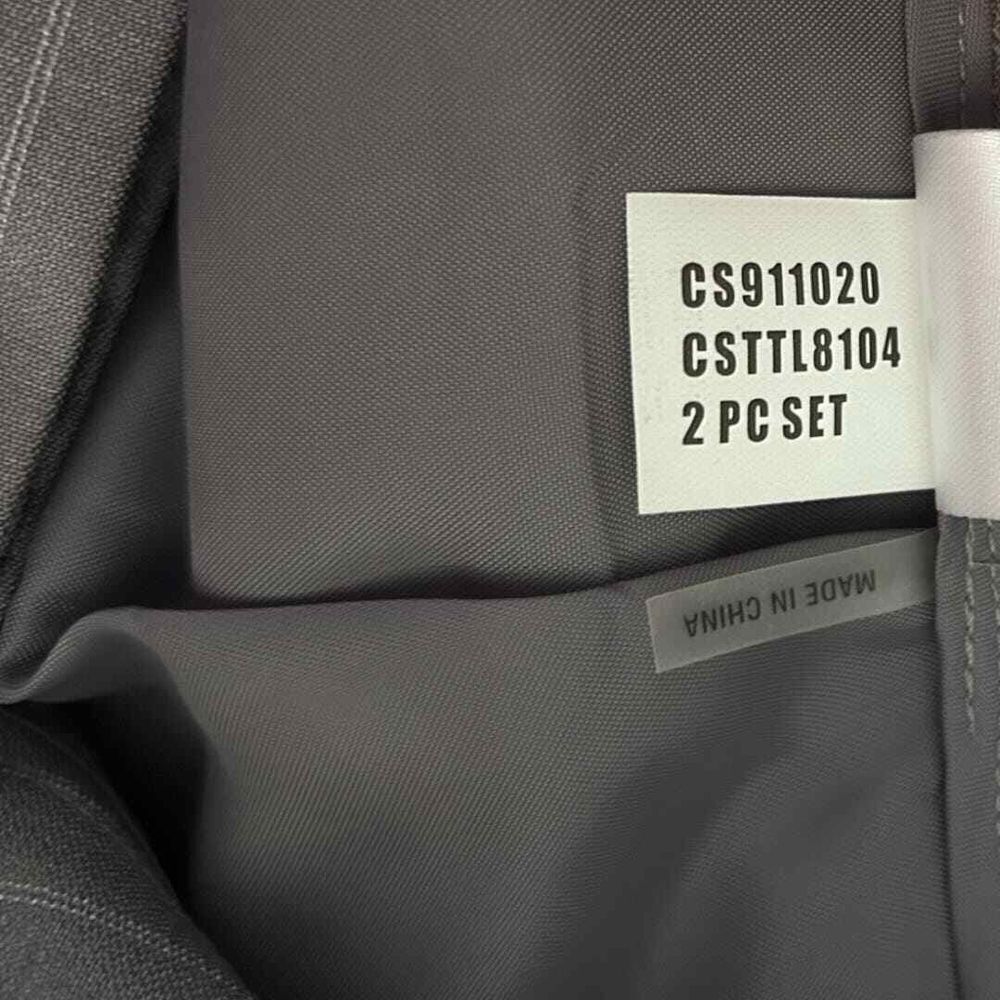 CS911020
CSTTL8104
2 PC SET
MADE IN CHINA